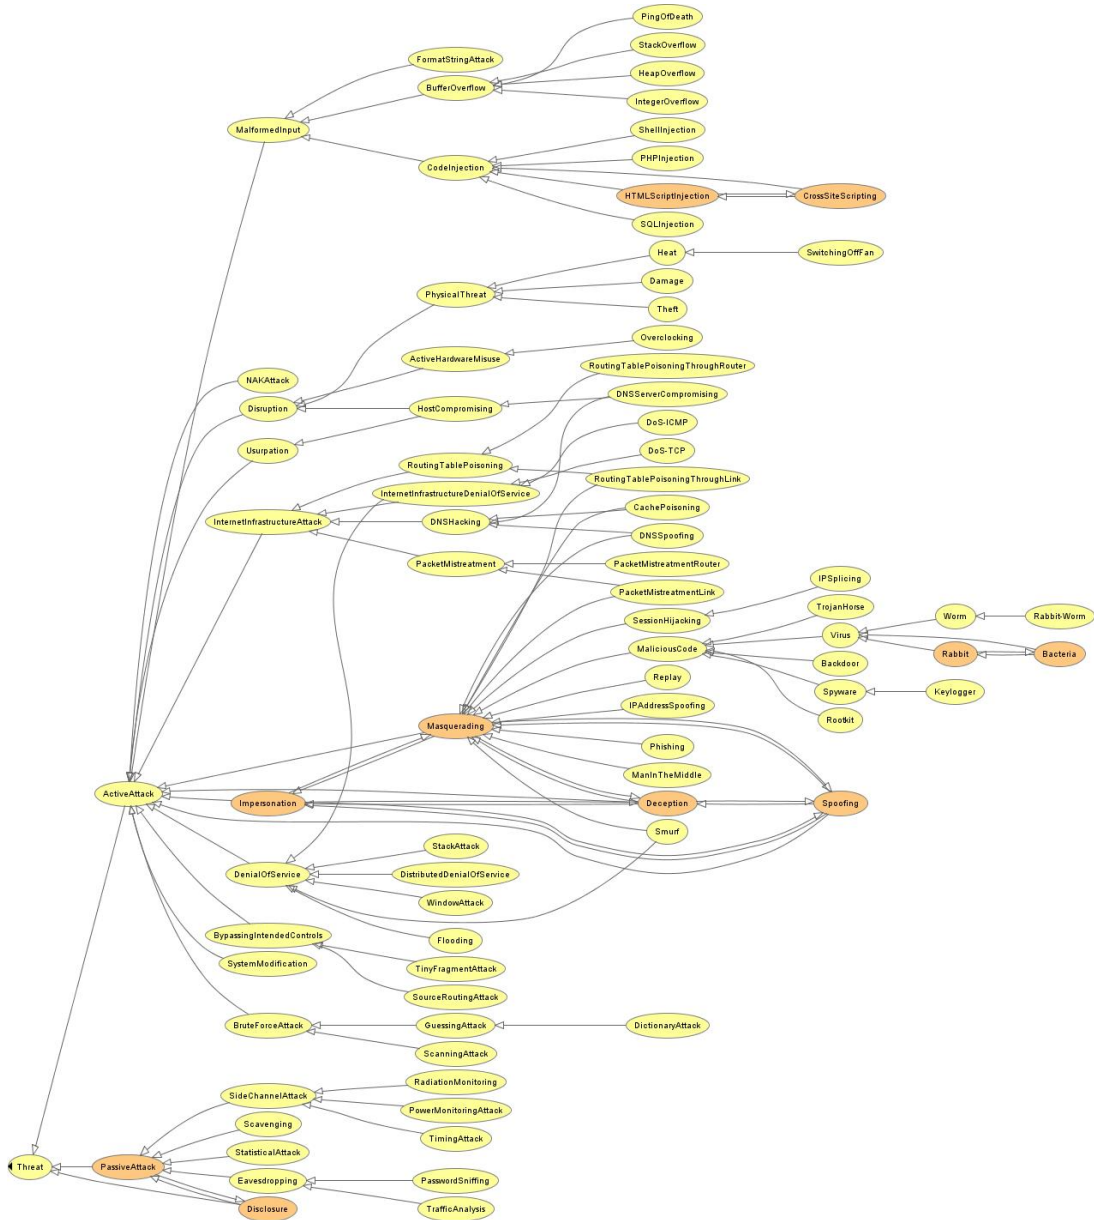 PingOfDeath
StackOverflow
FormatStringAttack
HeapOverflow
BufferOverflow
IntegerOverflow
MalformedInput
ShellInjection
PHPInjection
CodeInjection
HTMLScriptInjection
CrossSiteScripting
SQLInjection
Heat
SwitchingOffFan
Damage
PhysicalThreat
Theft
Overclocking
ActiveHardwareMisuse
RoutingTablePoisoningThroughRouter
NAKAttack
DNSServerCompromising
Disruption
HostCompromising
DoS-ICMP
Usurpation
DoS-TCP
RoutingTablePoisoning
RoutingTablePoisoningThroughLink
InternetInfrastructureDenialOfService
CachePoisoning
InternetInfrastructureAttack
DNSHacking
DNSSpoofing
PacketMistreatment
PacketMistreatmentRouter
IPSplicing
PacketMistreatmentLink
TrojanHorse
SessionHijacking
Worm
Rabbit-Worm
Virus
MaliciousCode
Rabbit
Bacteria
Backdoor
Replay
Spyware
Keylogger
IPAddressSpoofing
Rootkit
Masquerading
Phishing
ManInTheMiddle
ActiveAttack
Impersonation
Deception
Spoofing
Smurf
StackAttack
DenialOfService
DistributedDenialOfService
WindowAttack
BypassingIntendedControls
Flooding
SystemModification
TinyFragmentAttack
SourceRoutingAttack
BruteForceAttack
GuessingAttack
DictionaryAttack
ScanningAttack
RadiationMonitoring
SideChannelAttack
PowerMonitoringAttack
Scavenging
TimingAttack
StatisticalAttack
Threat
PassiveAttack
Eavesdropping
PasswordSniffing
Disclosure
TrafficAnalysis